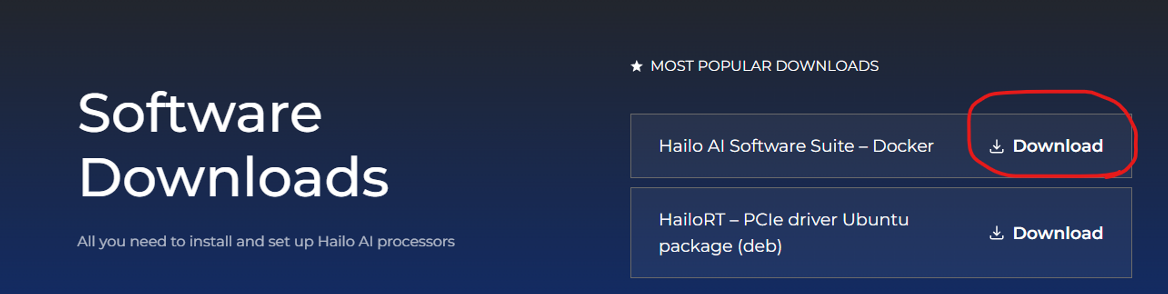 Software
Downloads
All you need to install and set up Hailo AI processors
MOST POPULAR DOWNLOADS
Hailo AI Software Suite – Docker
Download
HailoRT – PCIe driver Ubuntu
package (deb)
Download